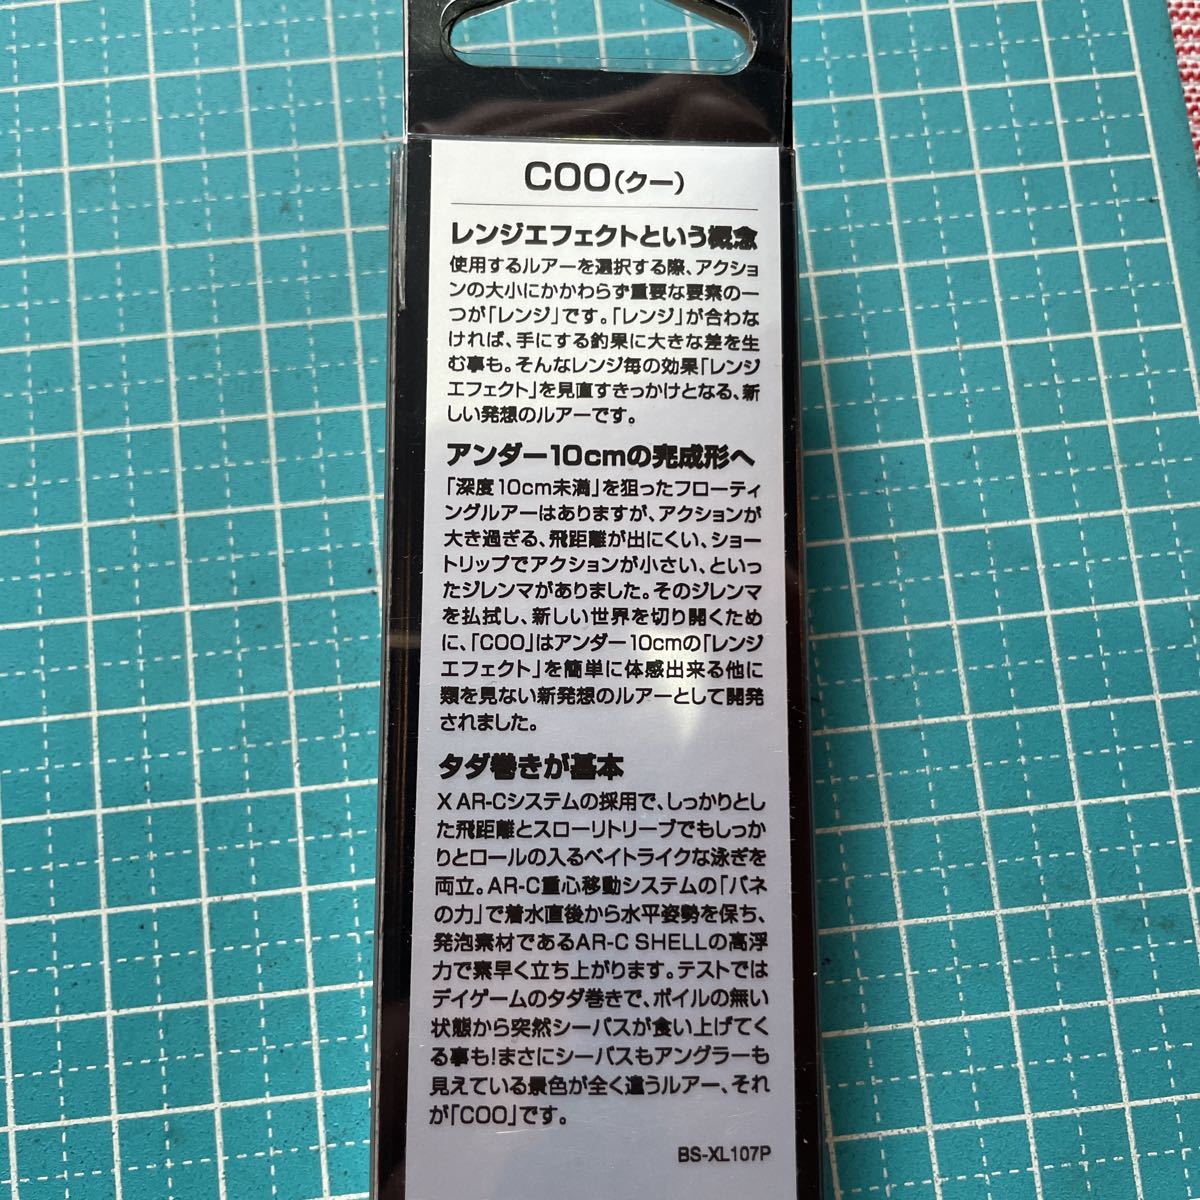 COO(クー)
レンジエフェクトという概念
使用するルアーを選択する際、アクショ
ンの大小にかかわらず重要な要素の一
つが「レンジ」です。「レンジ」が合わな
ければ、手にする釣果に大きな差を生
む事も。そんなレンジ毎の効果「レンジ
エフェクト」を見直すきっかけとなる、新
しい発想のルアーです。
アンダー10cmの完成形へ
「深度10cm未満」を狙ったフローティ
ングルアーはありますが、アクションが
大き過ぎる、飛距離が出にくい、ショー
トリップでアクションが小さい、といっ
たジレンマがありました。そのジレンマ
を払拭し、新しい世界を切り開くため
に、「COO」はアンダー10cmの「レンジ
エフェクト」を簡単に体感出来る他に
類を見ない新発想のルアーとして開発
されました。
タダ巻きが基本
X AR-Cシステムの採用で、しっかりとし
た飛距離とスローリトリーブでもしっか
りとロールの入るベイトライクな泳ぎを
両立。AR-C重心移動システムの「バネ
の力」で着水直後から水平姿勢を保ち、
発泡素材であるAR-C SHELLの高浮
力で素早く立ち上がります。テストでは
デイゲームのタダ巻きで、ボイルの無い
状態から突然シーバスが食い上げてく
る事も!まさにシーバスもアングラーも
見えている景色が全く違うルアー、それ
が「COO」です。
BS-XL107P